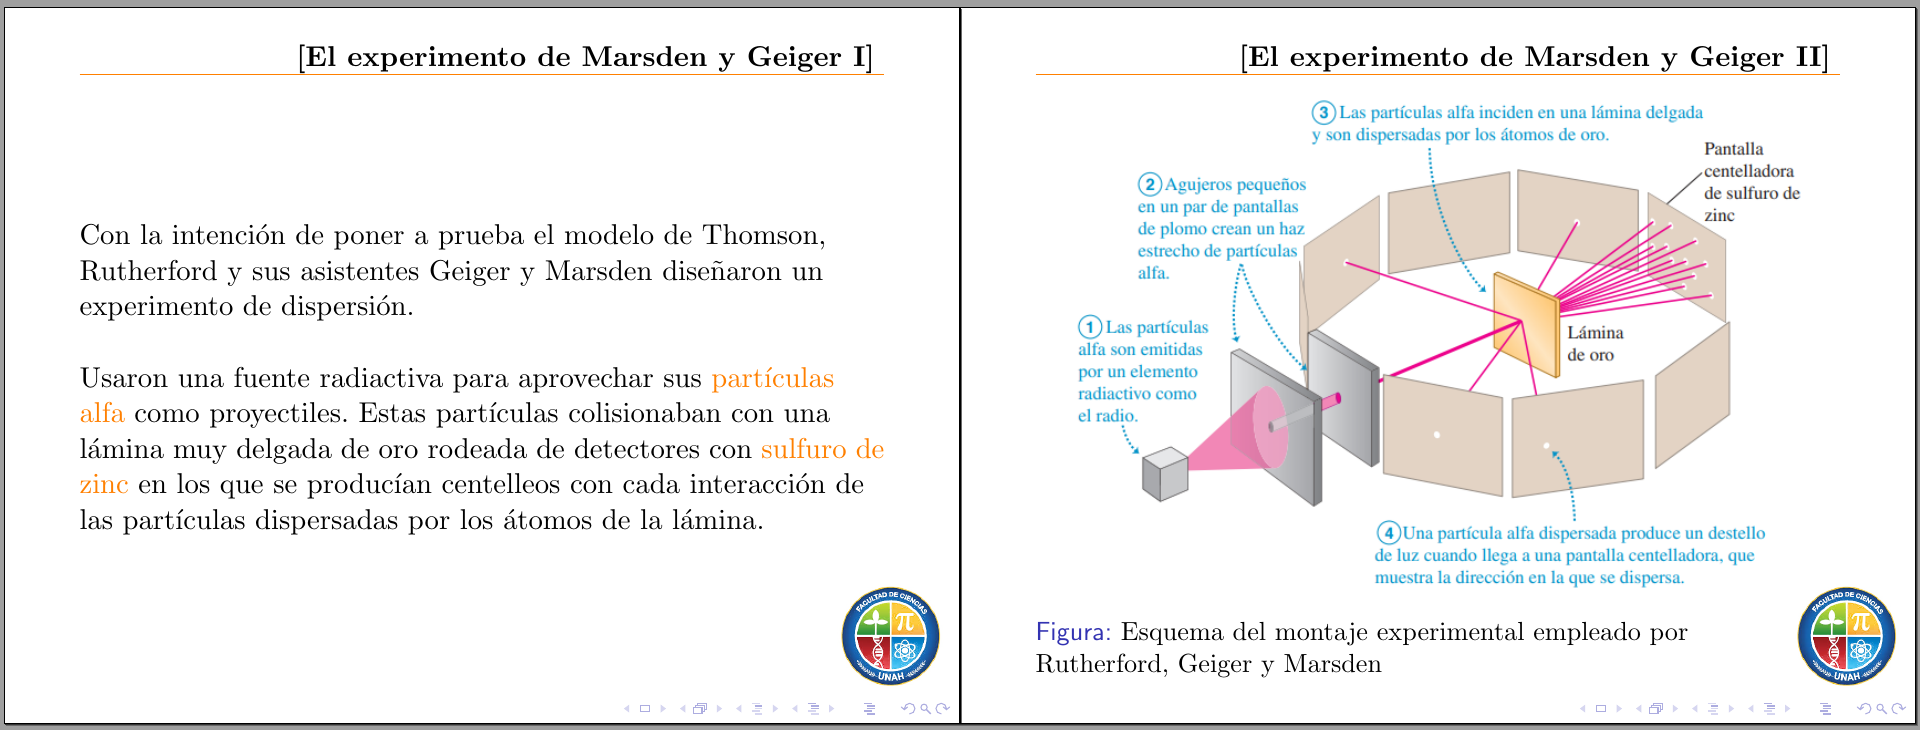 [El experimento de Marsden y Geiger I]
Con la intención de poner a prueba el modelo de Thomson,
Rutherford y sus asistentes Geiger y Marsden diseñaron un
experimento de dispersión.
Usaron una fuente radiactiva para aprovechar sus partículas
alfa como proyectiles. Estas partículas colisionaban con una
lámina muy delgada de oro rodeada de detectores con sulfuro de
zinc en los que se producían centelleos con cada interacción de
las partículas dispersadas por los átomos de la lámina.
FACULTAD DE CIENCIAS
π
UNAH
[El experimento de Marsden y Geiger II]
3 Las partículas alfa inciden en una lámina delgada
y son dispersadas por los átomos de oro.
Pantalla
centelladora
de sulfuro de
zinc
2 Agujeros pequeños
en un par de pantallas
de plomo crean un haz
estrecho de partículas
alfa.
1 Las partículas
alfa son emitidas
por un elemento
radiactivo como
el radio.
Lámina
de oro
4 Una partícula alfa dispersada produce un destello
de luz cuando llega a una pantalla centelladora, que
muestra la dirección en la que se dispersa.
Figura: Esquema del montaje experimental empleado por
Rutherford, Geiger y Marsden
FACULTAD DE CIENCIAS
π
UNAH